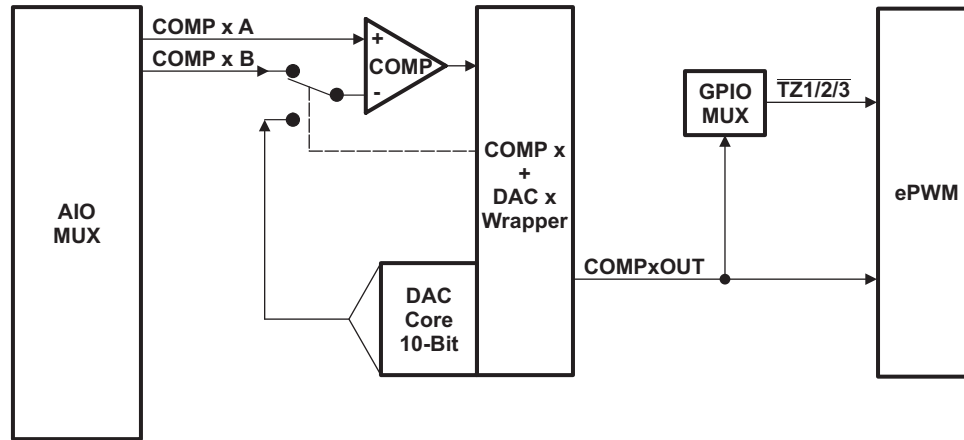 COMP x A
COMP x B
+
COMP
-
AIO
MUX
COMP x
+
DAC x
Wrapper
DAC
Core
10-Bit
COMPxOUT
GPIO
MUX
TZ1/2/3
ePWM